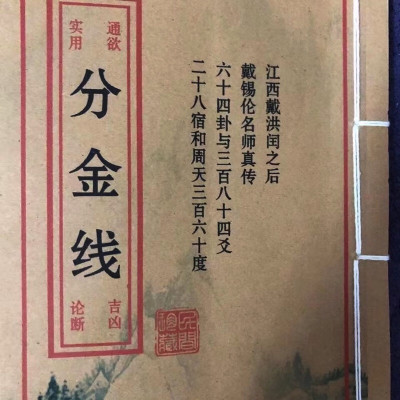 江西戴洪闰之后
戴锡伦名师真传
六十四卦与三百八十四爻
二十八宿和周天三百六十度
通欲
实用
分金线
吉凶
论断